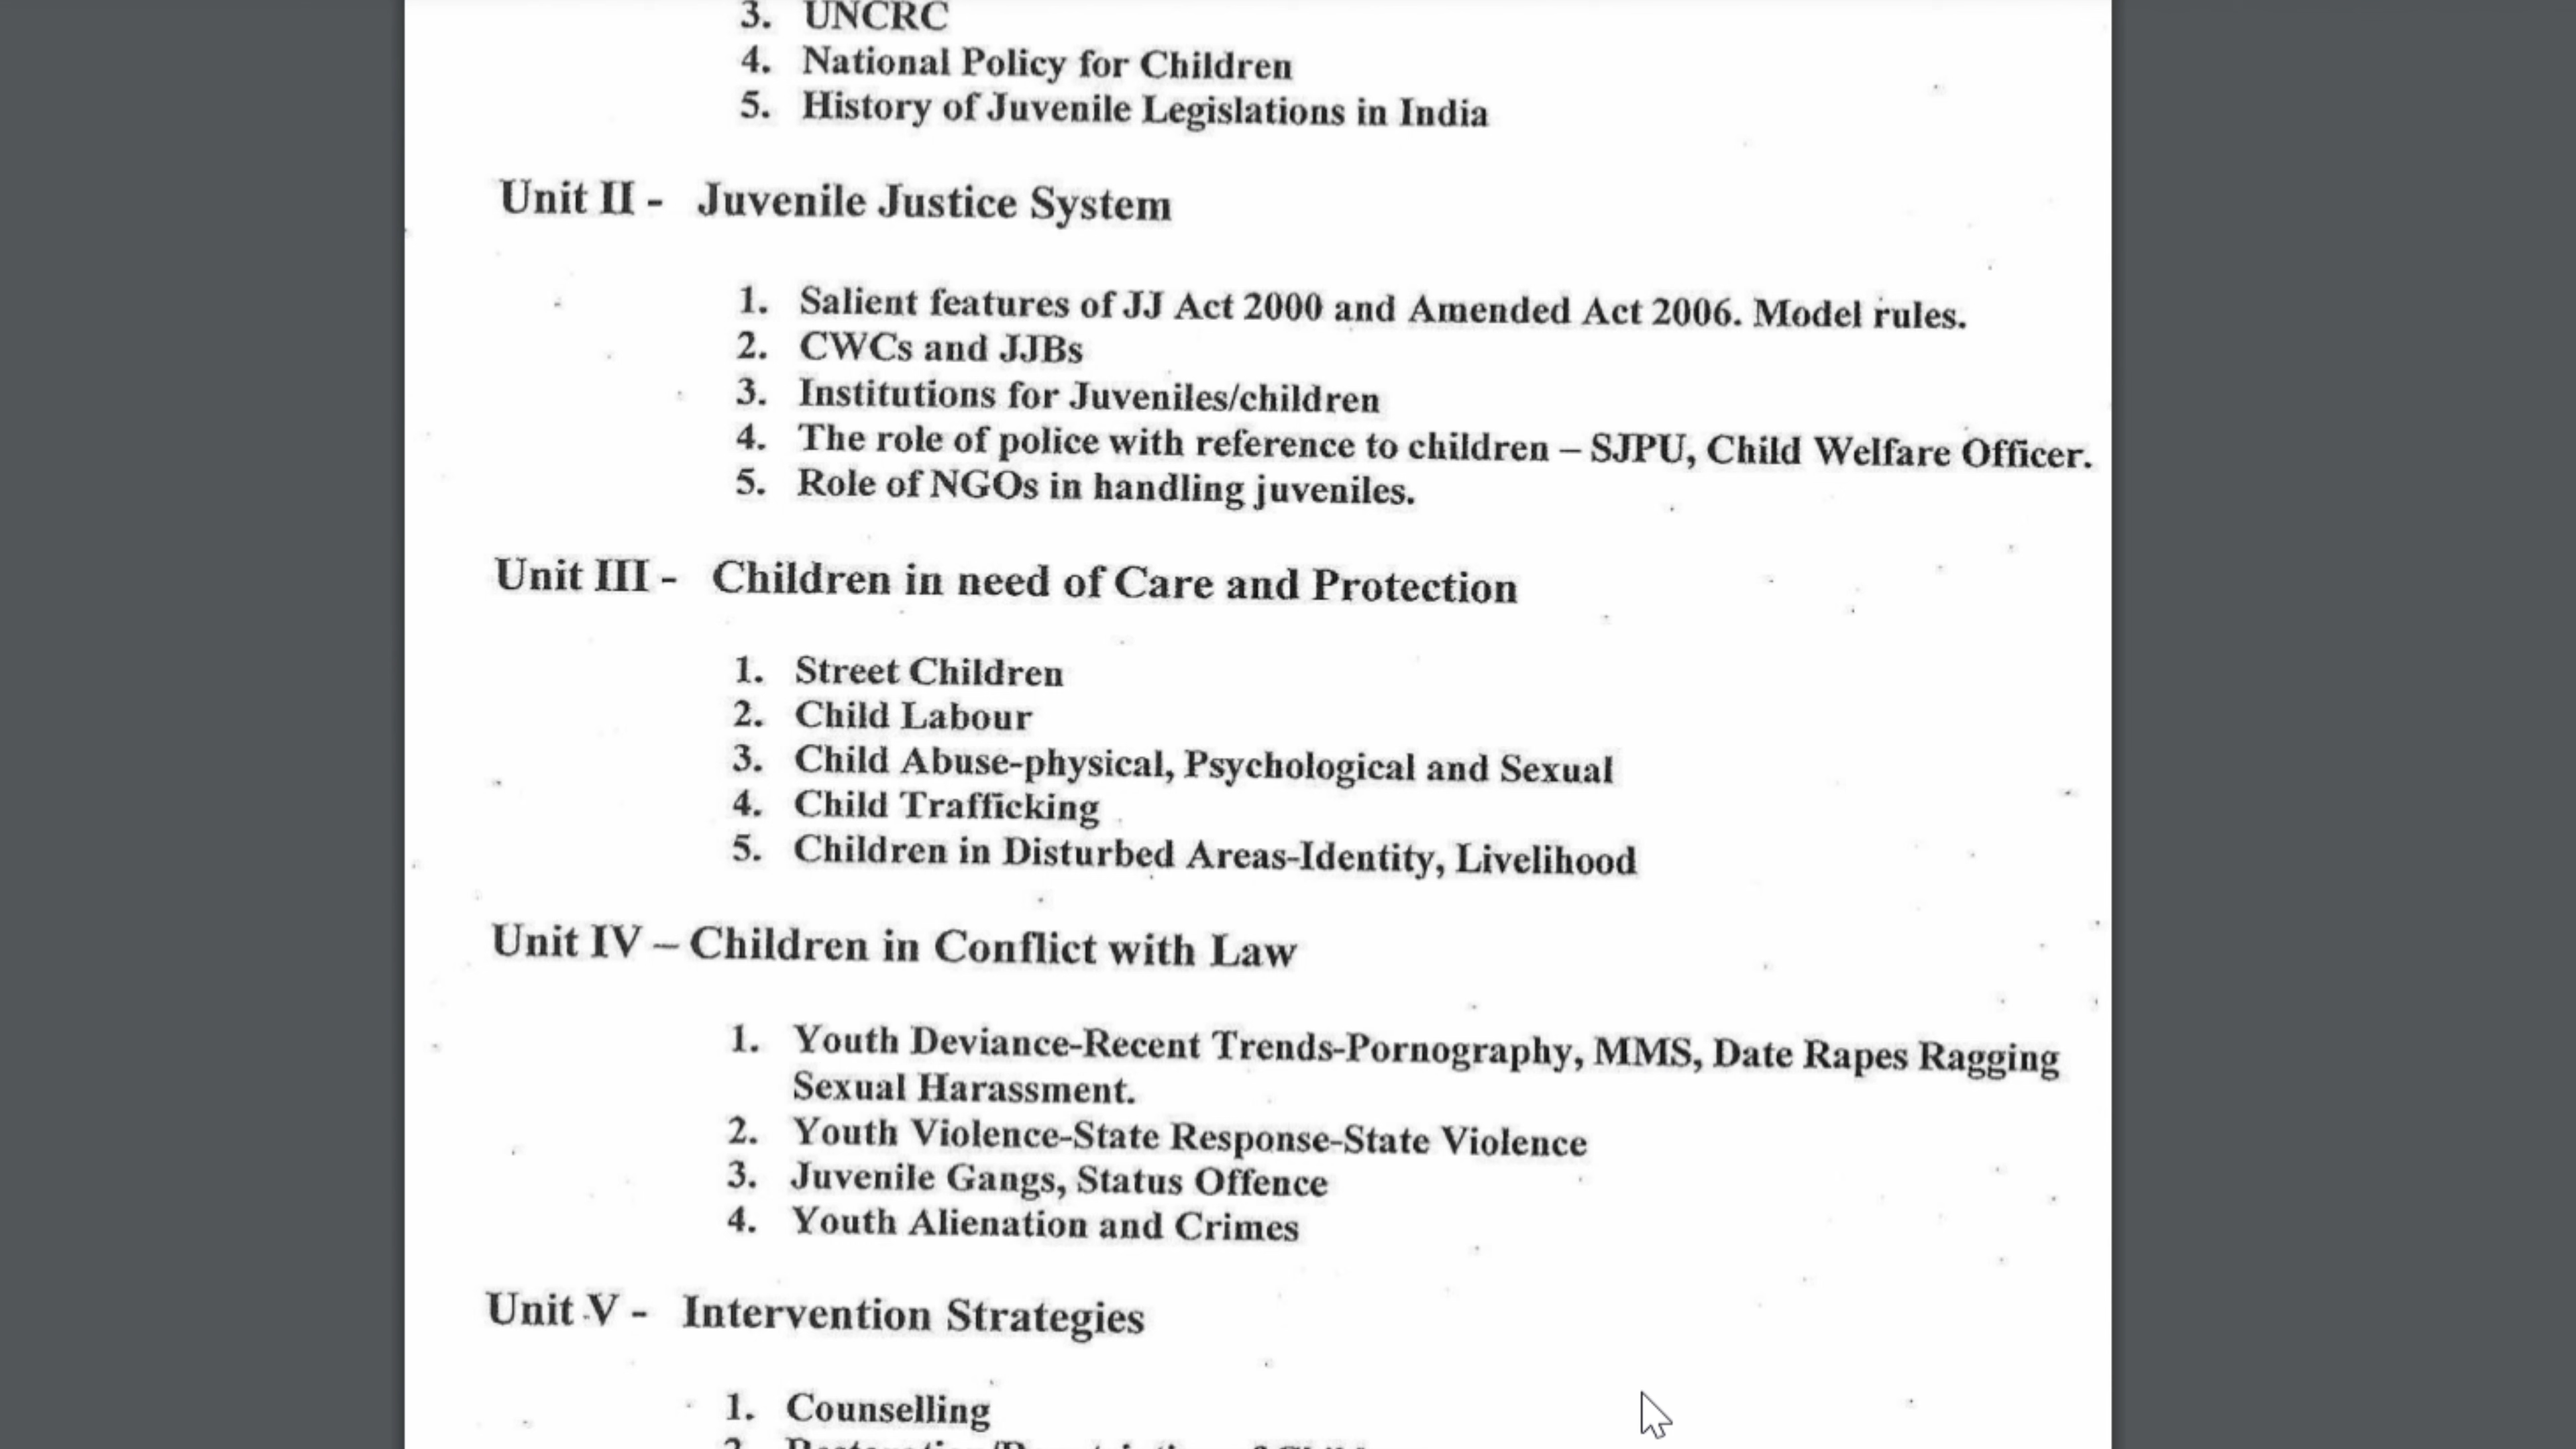 3. UNCRC
4. National Policy for Children
5. History of Juvenile Legislations in India
Unit II - Juvenile Justice System
1. Salient features of JJ Act 2000 and Amended Act 2006. Model rules.
2. CWCs and JJBs
3. Institutions for Juveniles/children
4. The role of police with reference to children – SJPU, Child Welfare Officer.
5. Role of NGOs in handling juveniles.
Unit III - Children in need of Care and Protection
1. Street Children
2. Child Labour
3. Child Abuse-physical, Psychological and Sexual
4. Child Trafficking
5. Children in Disturbed Areas-Identity, Livelihood
Unit IV – Children in Conflict with Law
1. Youth Deviance-Recent Trends-Pornography, MMS, Date Rapes Ragging
Sexual Harassment.
2. Youth Violence-State Response-State Violence
3. Juvenile Gangs, Status Offence
4. Youth Alienation and Crimes
Unit V - Intervention Strategies
1. Counselling